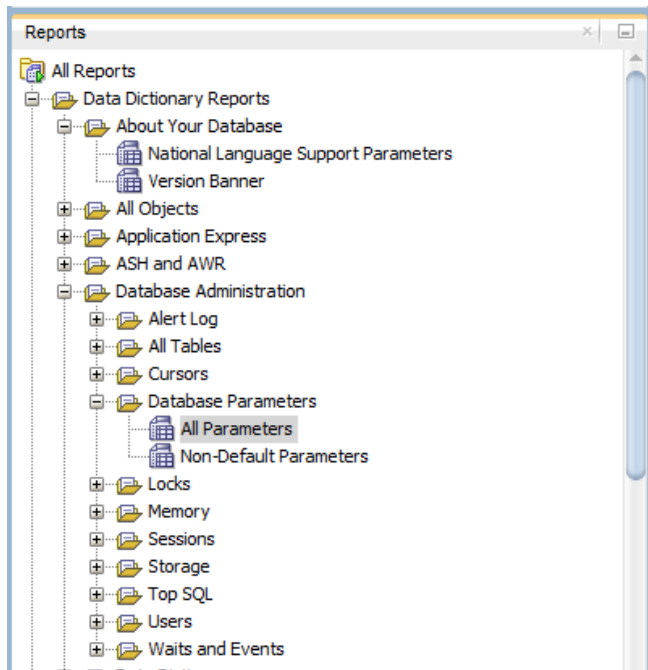 Reports
All Reports
Data Dictionary Reports
About Your Database
National Language Support Parameters
Version Banner
All Objects
Application Express
ASH and AWR
Database Administration
Alert Log
All Tables
Cursors
Database Parameters
All Parameters
Non-Default Parameters
Locks
Memory
Sessions
Storage
Top SQL
Users
Waits and Events